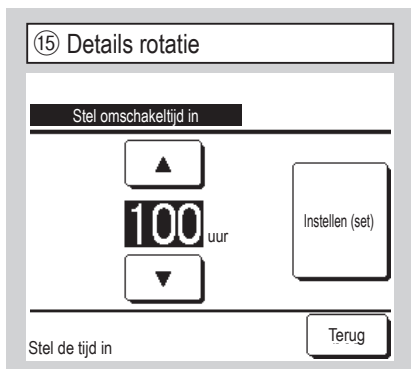 ⑮ Details rotatie
Stel omschakeltijd in
▲
100 uur
Instellen (set)
▼
Stel de tijd in
Terug